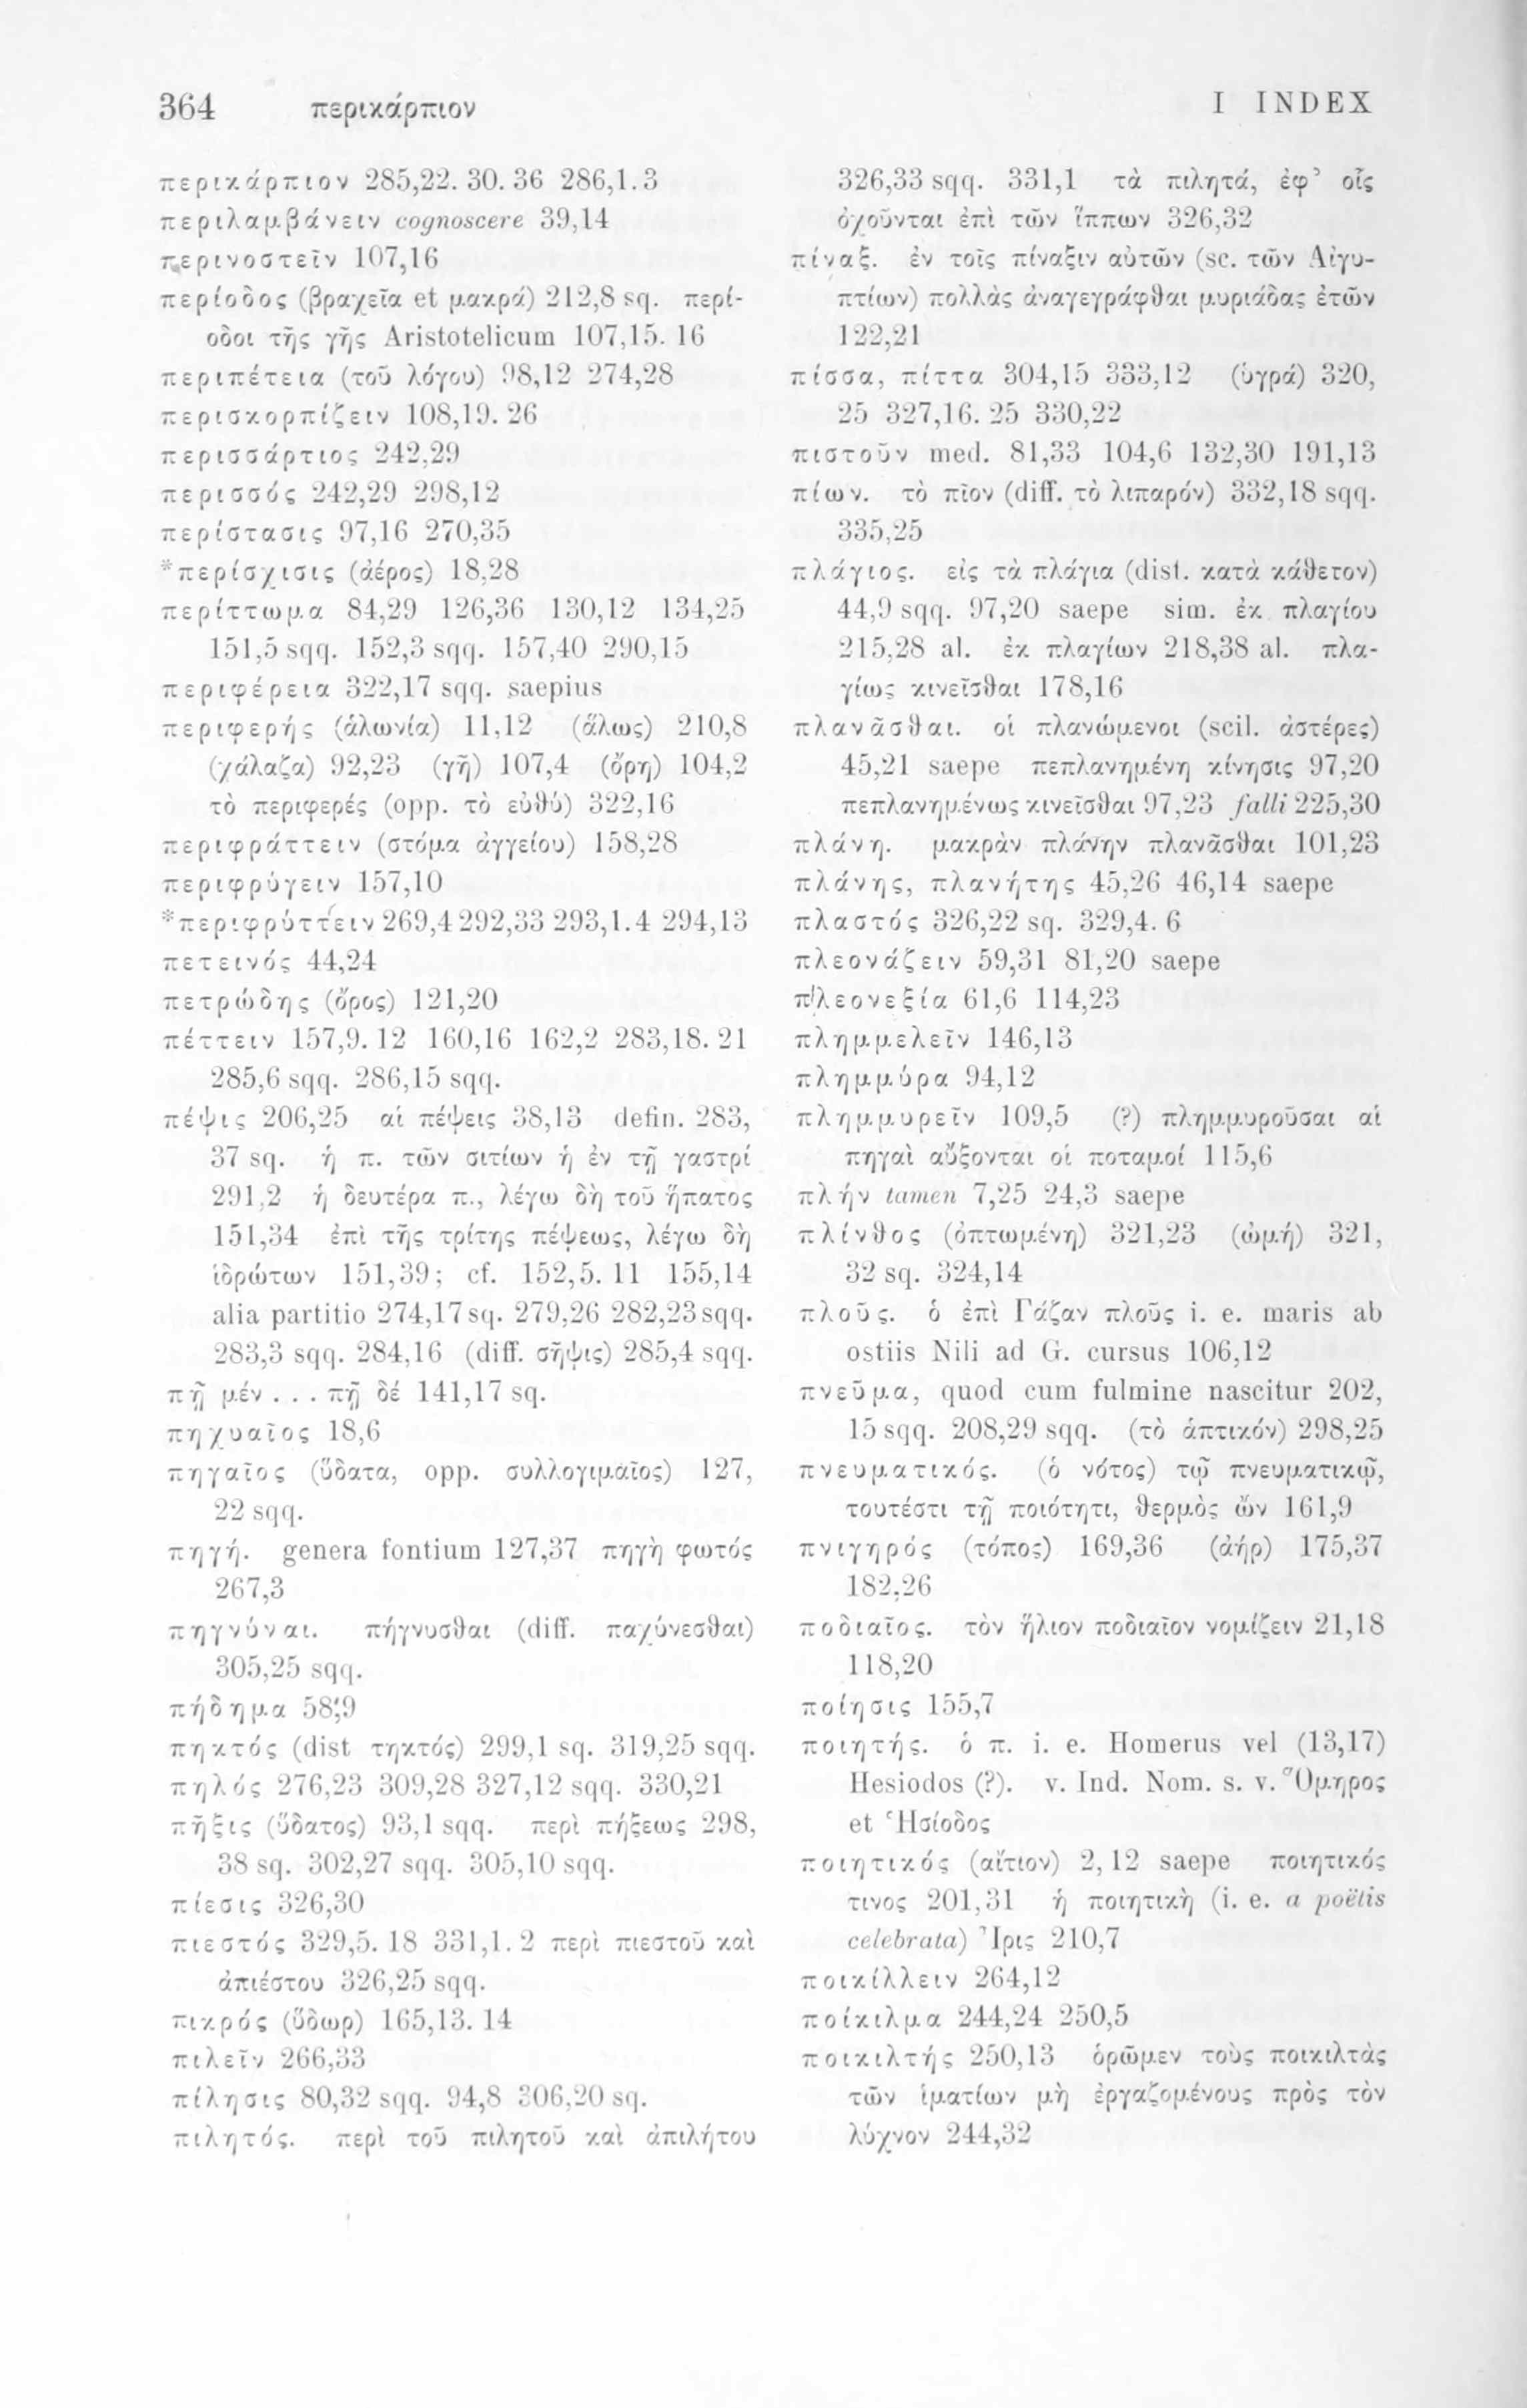 364 περικάρπιον I INDEX
περικάρπιον 285,22. 30. 36 286,1. 3
περιλαμβάνειν cognoscere 39,14
περινοστεῖν 107,16
περίοδος (βραχεῖα et μακρά) 212,8 sq. περί-
οδοι τῆς γῆς Aristotelicum 107,15. 16
περιπέτεια (τοῦ λόγου) 98,12 274,28
περισκορπίζειν 108,19. 26
περισσάρτιος 242,29
περισσός 242,29 298,12
περίστασις 97,16 270,35
*περίσχισις (ἀέρος) 18,28
περίττωμα 84,29 126,36 130,12 134,25
151,5 sqq. 152,3 sqq. 157,40 290,15
περιφέρεια 322,17 sqq. saepius
περιφερής (ἁλωνία) 11,12 (ἅλως) 210,8
(χάλαζα) 92,23 (γῆ) 107,4 (ὄρη) 104,2
τὸ περιφερές (opp. τὸ εὐθύ) 322,16
περιφράττειν (στόμα ἀγγείου) 158,28
περιφρύγειν 157,10
*περιφρύττειν 269,4 292,33 293,1. 4 294,13
πετεινός 44,24
πετρώδης (ὄρος) 121,20
πέττειν 157,9. 12 160,16 162,2 283,18. 21
285,6 sqq. 286,15 sqq.
πέψις 206,25 αἱ πέψεις 38,13 defin. 283,
37 sq. ἡ π. τῶν σιτίων ἡ ἐν τῇ γαστρί
291,2 ἡ δευτέρα π., λέγω δὴ τοῦ ἥπατος
151,34 ἐπὶ τῆς τρίτης πέψεως, λέγω δὴ
ἱδρώτων 151,39; cf. 152,5. 11 155,14
alia partitio 274,17 sq. 279,26 282,23 sqq.
283,3 sqq. 284,16 (diff. σῆψις) 285,4 sqq.
πῇ μέν . . . πῇ δέ 141,17 sq.
πηχυαῖος 18,6
πηγαῖος (ὕδατα, opp. συλλογιμαῖος) 127,
22 sqq.
πηγή. genera fontium 127,37 πηγὴ φωτός
267,3
πηγνύναι. πήγνυσθαι (diff. παχύνεσθαι)
305,25 sqq.
πήδημα 58,9
πηκτός (dist τηκτός) 299,1 sq. 319,25 sqq.
πηλός 276,23 309,28 327,12 sqq. 330,21
πῆξις (ὕδατος) 93,1 sqq. περὶ πήξεως 298,
38 sq. 302,27 sqq. 305,10 sqq.
πίεσις 326,30
πιεστός 329,5. 18 331,1. 2 περὶ πιεστοῦ καὶ
ἀπιέστου 326,25 sqq.
πικρός (ὕδωρ) 165,13. 14
πιλεῖν 266,33
πίλησις 80,32 sqq. 94,8 306,20 sq.
πιλητός. περὶ τοῦ πιλητοῦ καὶ ἀπιλήτου
326,33 sqq. 331,1 τὰ πιλητά, ἐφ᾽ οἷς
ὀχοῦνται ἐπὶ τῶν ἵππων 326,32
πίναξ. ἐν τοῖς πίναξιν αὐτῶν (sc. τῶν Αἰγυ-
πτίων) πολλὰς ἀναγεγράφθαι μυριάδας ἐτῶν
122,21
πίσσα, πίττα 304,15 333,12 (ὑγρά) 320,
25 327,16. 25 330,22
πιστοῦν med. 81,33 104,6 132,30 191,13
πίων. τὸ πῖον (diff. τὸ λιπαρόν) 332,18 sqq.
335,25
πλάγιος. εἰς τὰ πλάγια (dist. κατὰ κάθετον)
44,9 sqq. 97,20 saepe sim. ἐκ πλαγίου
215,28 al. ἐκ πλαγίων 218,38 al. πλα-
γίως κινεῖσθαι 178,16
πλανᾶσθαι. οἱ πλανώμενοι (scil. ἀστέρες)
45,21 saepe πεπλανημένη κίνησις 97,20
πεπλανημένως κινεῖσθαι 97,23 falli 225,30
πλάνη. μακρὰν πλάνην πλανᾶσθαι 101,23
πλάνης, πλανήτης 45,26 46,14 saepe
πλαστός 326,22 sq. 329,4. 6
πλεονάζειν 59,31 81,20 saepe
πλεονεξία 61,6 114,23
πλημμελεῖν 146,13
πλημμύρα 94,12
πλημμυρεῖν 109,5 (?) πλημμυροῦσαι αἱ
πηγαὶ αὔξονται οἱ ποταμοί 115,6
πλήν tamen 7,25 24,3 saepe
πλίνθος (ὀπτωμένη) 321,23 (ὠμή) 321,
32 sq. 324,14
πλοῦς. ὁ ἐπὶ Γάζαν πλοῦς i. e. maris ab
ostiis Nili ad G. cursus 106,12
πνεῦμα, quod cum fulmine nascitur 202,
15 sqq. 208,29 sqq. (τὸ ἁπτικόν) 298,25
πνευματικός. (ὁ νότος) τῷ πνευματικῷ,
τουτέστι τῇ ποιότητι, θερμὸς ὤν 161,9
πνιγηρός (τόπος) 169,36 (ἀήρ) 175,37
182,26
ποδιαῖος. τὸν ἥλιον ποδιαῖον νομίζειν 21,18
118,20
ποίησις 155,7
ποιητής. ὁ π. i. e. Homerus vel (13,17)
Hesiodos (?). v. Ind. Nom. s. v. Ὅμηρος
et Ἡσίοδος
ποιητικός (αἴτιον) 2,12 saepe ποιητικός
τινος 201,31 ἡ ποιητικὴ (i. e. a poëtis
celebrata) Ἶρις 210,7
ποικίλλειν 264,12
ποίκιλμα 244,24 250,5
ποικιλτής 250,13 ὁρῶμεν τοὺς ποικιλτὰς
τῶν ἱματίων μὴ ἐργαζομένους πρὸς τὸν
λύχνον 244,32